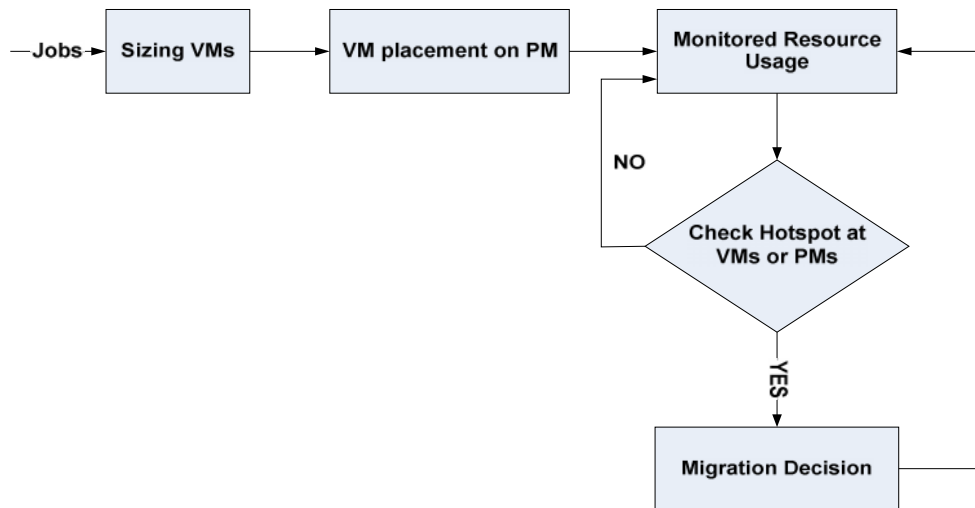 Jobs
Sizing VMs
VM placement on PM
Monitored Resource
Usage
NO
Check Hotspot at
VMs or PMs
YES
Migration Decision